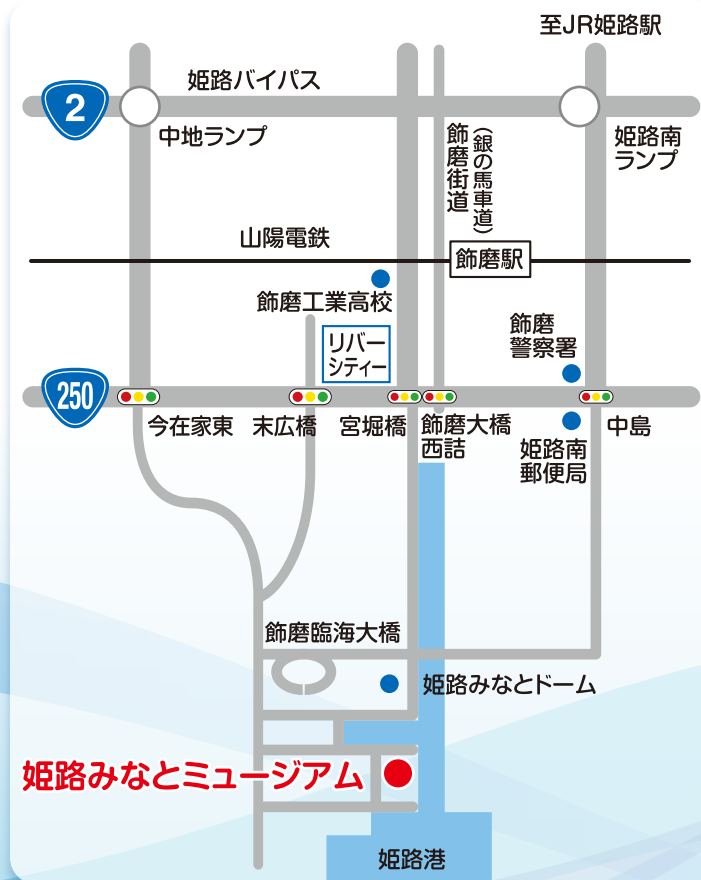 至JR姫路駅
姫路バイパス
2
中地ランプ
姫路南
ランプ
飾磨街道
(銀の馬車道)
山陽電鉄
飾磨駅
飾磨工業高校
リバー
シティー
飾磨
警察署
250
今在家東
末広橋
宮堀橋
飾磨大橋
西詰
中島
姫路南
郵便局
飾磨臨海大橋
姫路みなとドーム
姫路みなとミュージアム
姫路港